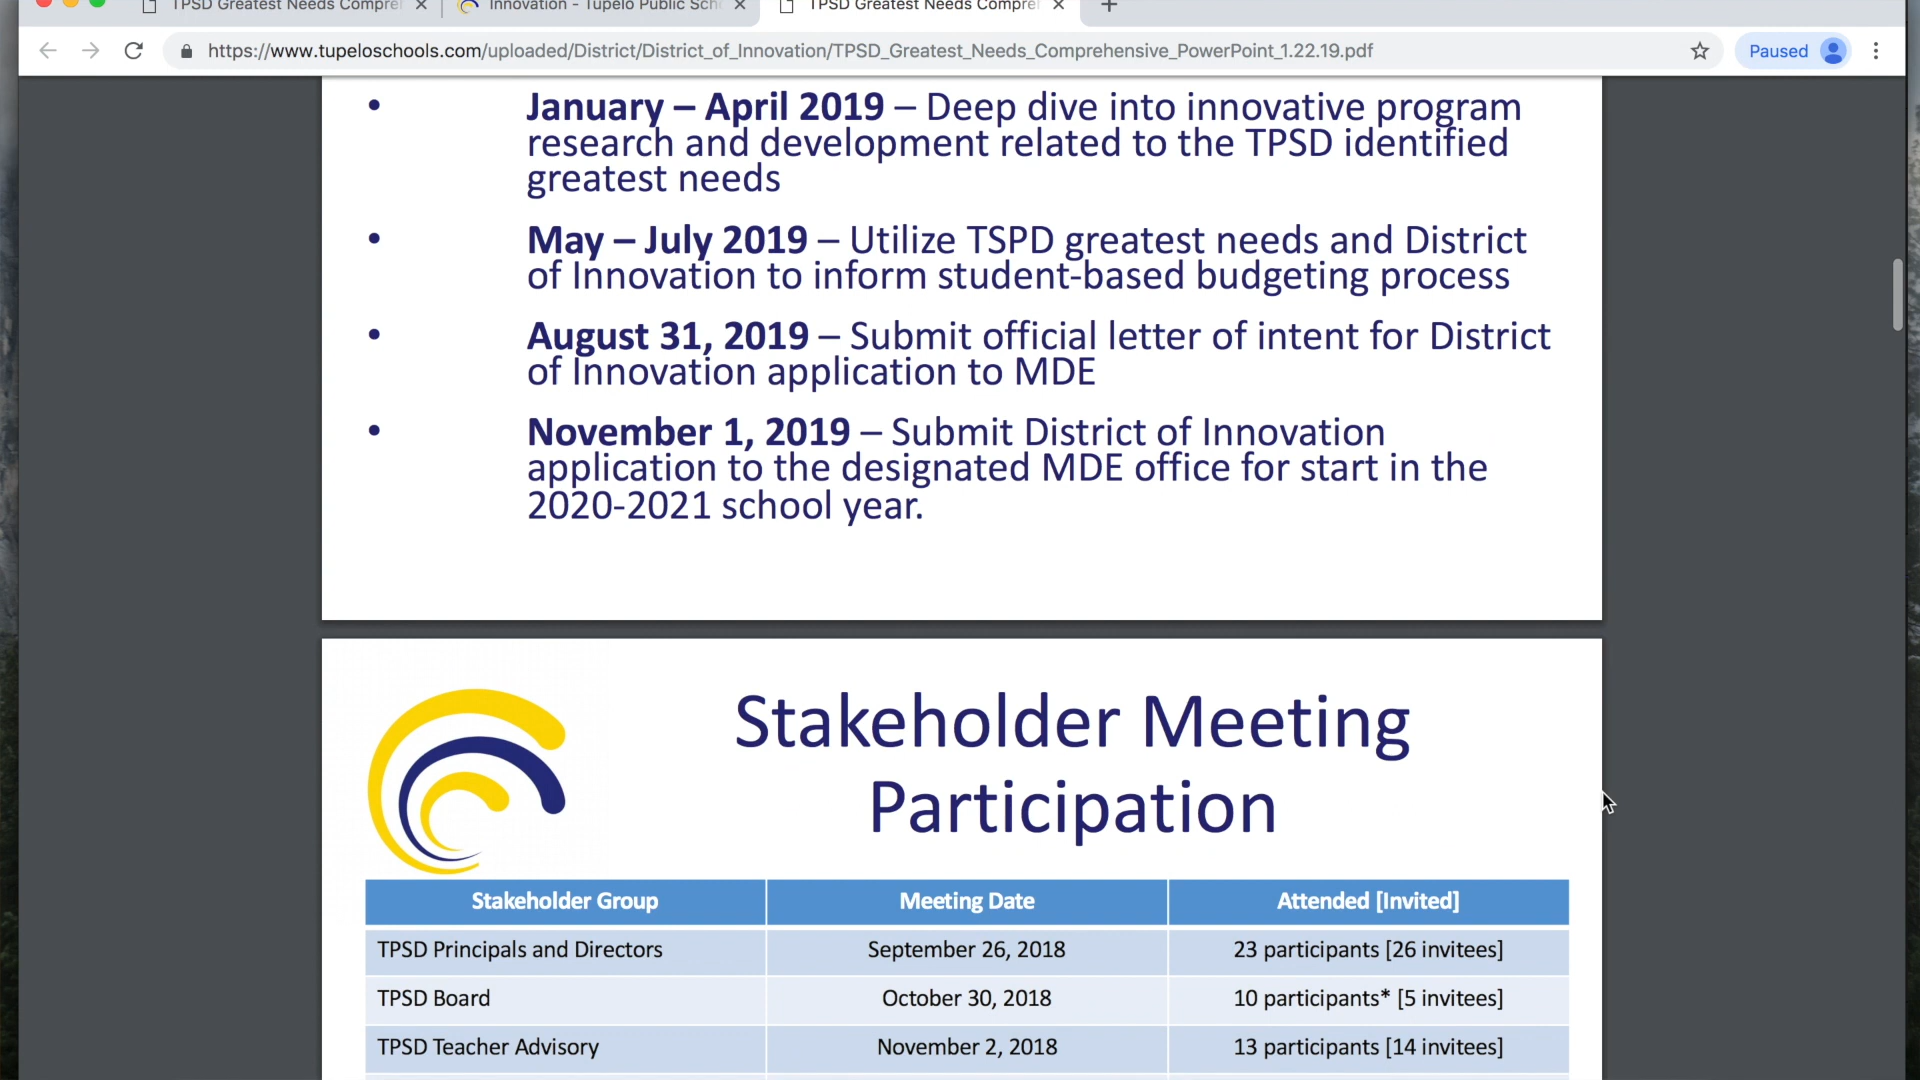 TPSD Greatest Needs Compre
Innovation - Tupelo Public Sch
TPSD Greatest Needs Compre
https://www.tupeloschools.com/uploaded/District/District_of_Innovation/TPSD_Greatest_Needs_Comprehensive_PowerPoint_1.22.19.pdf
Paused
• January – April 2019 – Deep dive into innovative program
research and development related to the TPSD identified
greatest needs
• May – July 2019 – Utilize TSPD greatest needs and District
of Innovation to inform student-based budgeting process
• August 31, 2019 – Submit official letter of intent for District
of Innovation application to MDE
• November 1, 2019 – Submit District of Innovation
application to the designated MDE office for start in the
2020-2021 school year.
Stakeholder Meeting
Participation
Stakeholder Group Meeting Date Attended [Invited]
TPSD Principals and Directors September 26, 2018 23 participants [26 invitees]
TPSD Board October 30, 2018 10 participants* [5 invitees]
TPSD Teacher Advisory November 2, 2018 13 participants [14 invitees]